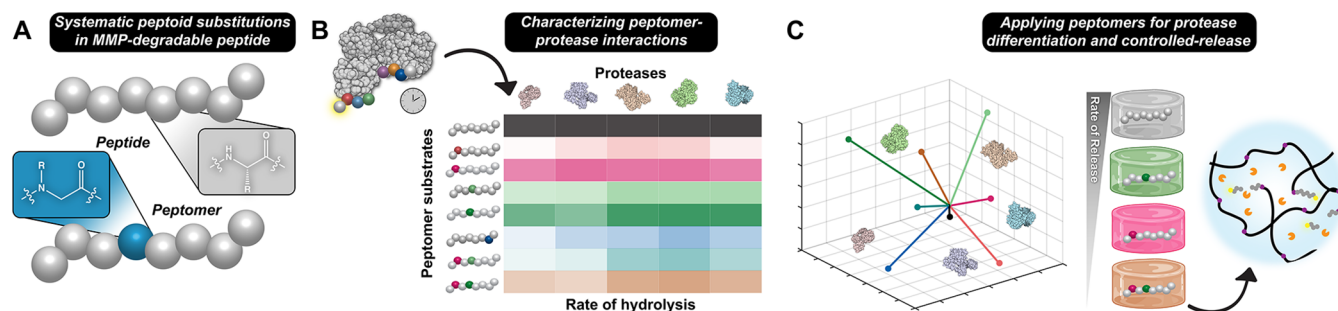 A
Systematic peptoid substitutions
in MMP-degradable peptide
Peptide
R
N
O
H
N
O
R
Peptomer
B
Characterizing peptomer-
protease interactions
Proteases
Peptomer substrates
Rate of hydrolysis
C
Applying peptomers for protease
differentiation and controlled-release
Rate of Release